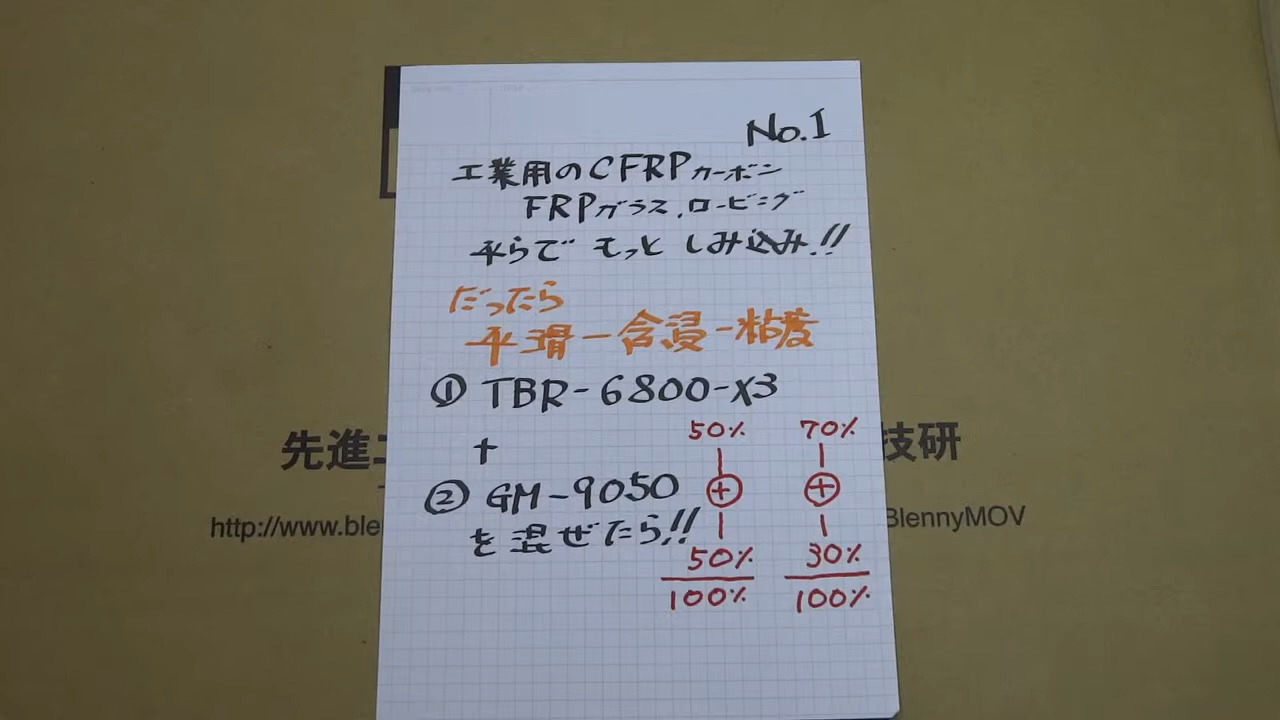 No.1
工業用のCFRPカーボン
FRPガラス、ロービング
平らで もっと しみ込み!!
だったら
平滑-含浸-粘度
① TBR-6800-X3
50% 70%
+
② GM-9050 + +
を混ぜたら!!
50% 30%
100% 100%
先進 技研
http://www.ble BlennyMOV